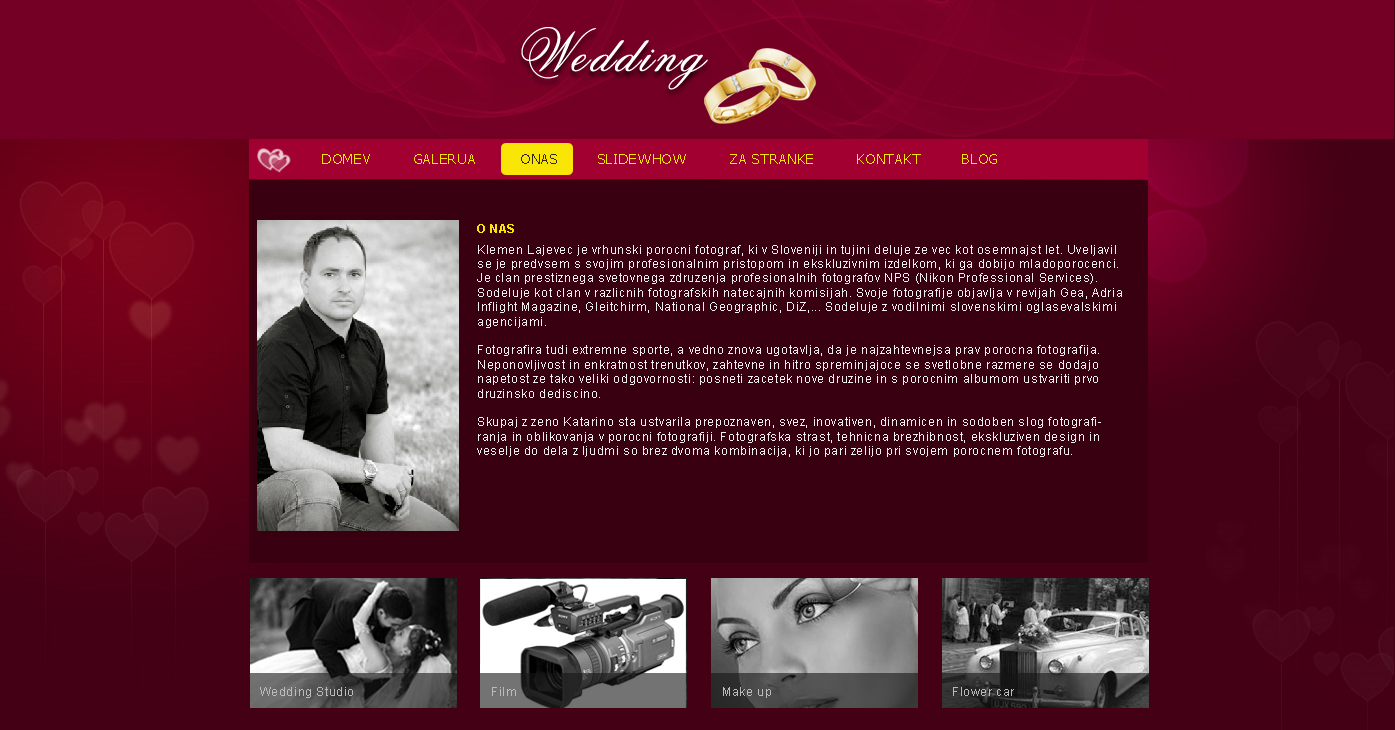 Wedding
DOMEV GALERIJA ONAS SLIDEWHOW ZA STRANKE KONTAKT BLOG
O NAS
Klemen Lajevec je vrhunski porocni fotograf, ki v Sloveniji in tujini deluje ze vec kot osemnajst let. Uveljavil
se je predvsem s svojim profesionalnim pristopom in ekskluzivnim izdelkom, ki ga dobijo mladoporocenci.
Je clan prestiznega svetovnega zdruzenja profesionalnih fotografov NPS (Nikon Professional Services).
Sodeluje kot clan v razlicnih fotografskih natecajnih komisijah. Svoje fotografije objavlja v revijah Gea, Adria
Inflight Magazine, Gleitchirm, National Geographic, DiZ,... Sodeluje z vodilnimi slovenskimi oglasevalskimi
agencijami.
Fotografira tudi extremne sporte, a vedno znova ugotavlja, da je najzahtevnejsa prav porocna fotografija.
Neponovljivost in enkratnost trenutkov, zahtevne in hitro spreminjajoce se svetlobne razmere se dodajo
napetost ze tako veliki odgovornosti: posneti zacetek nove druzine in s porocnim albumom ustvariti prvo
druzinsko dediscino.
Skupaj z zeno Katarino sta ustvarila prepoznaven, svez, inovativen, dinamicen in sodoben slog fotografi-
ranja in oblikovanja v porocni fotografiji. Fotografska strast, tehnicna brezhibnost, ekskluziven design in
veselje do dela z ljudmi so brez dvoma kombinacija, ki jo pari zelijo pri svojem porocnem fotografu.
Wedding Studio Film Make up Flower car